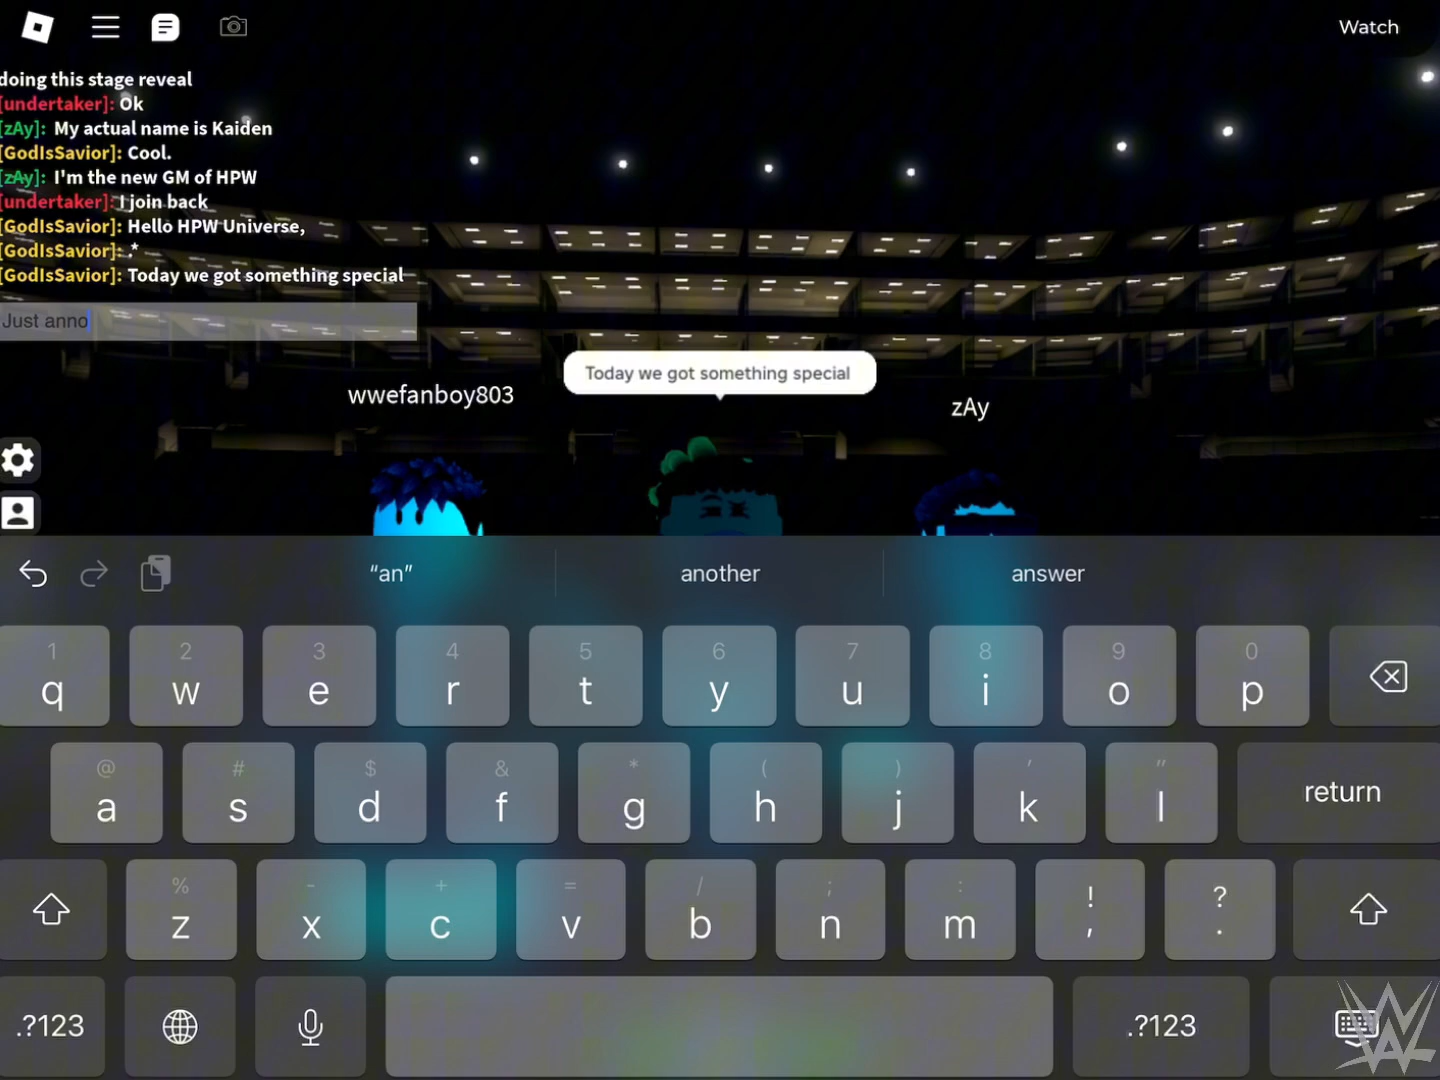 Watch
doing this stage reveal
[undertaker]: Ok
[zAy]: My actual name is Kaiden
[GodIsSavior]: Cool.
[zAy]: I'm the new GM of HPW
[undertaker]: I join back
[GodIsSavior]: Hello HPW Universe,
[GodIsSavior]: .*
[GodIsSavior]: Today we got something special
Just anno
Today we got something special
wwefanboy803
zAy
“an” another answer
1 2 3 4 5 6 7 8 9 0
q w e r t y u i o p
@ # $ & * ( ) ' "
a s d f g h j k l return
% - + = / ; : ! ?
z x c v b n m , .
.?123 .?123